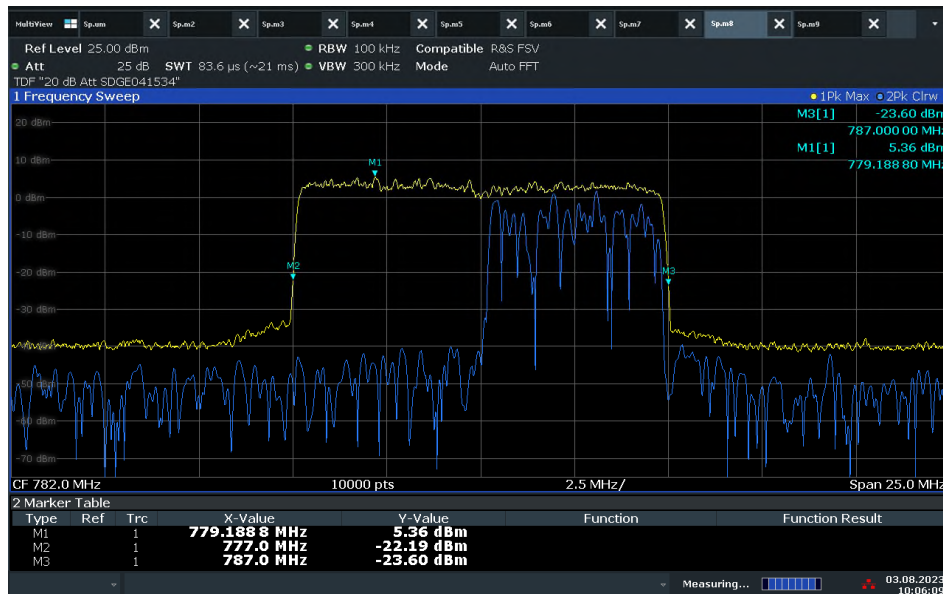 MultiView Sp.um Sp.m2 Sp.m3 Sp.m4 Sp.m5 Sp.m6 Sp.m7 Sp.m8 Sp.m9
Ref Level 25.00 dBm RBW 100 kHz Compatible R&S FSV
Att 25 dB SWT 83.6 µs (~21 ms) VBW 300 kHz Mode Auto FFT
TDF "20 dB Att SDGE041534"
1 Frequency Sweep 1Pk Max 2Pk Clrw
M3[1] -23.60 dBm
787.000 00 MHz
M1[1] 5.36 dBm
779.188 80 MHz
20 dBm
10 dBm
M1
0 dBm
-10 dBm
-20 dBm
M2
M3
-30 dBm
-50 dBm
-60 dBm
-70 dBm
CF 782.0 MHz 10000 pts 2.5 MHz/ Span 25.0 MHz
2 Marker Table
Type Ref Trc X-Value Y-Value Function Function Result
M1 1 779.188 8 MHz 5.36 dBm
M2 1 777.0 MHz -22.19 dBm
M3 1 787.0 MHz -23.60 dBm
Measuring... 03.08.2023
10:06:09